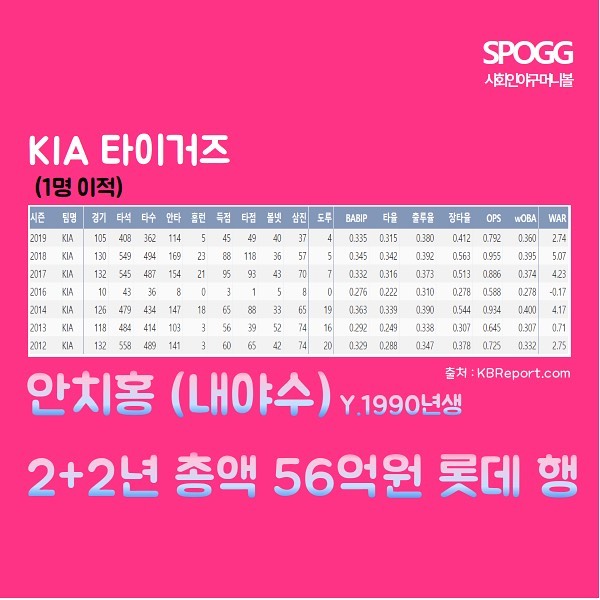 SPOGG
사회인야구머니볼
KIA 타이거즈
(1명 이적)
시즌 팀명 경기 타석 타수 안타 홈런 득점 타점 볼넷 삼진 도루 BABIP 타율 출루율 장타율 OPS wOBA WAR
2019 KIA 105 408 362 114 5 45 49 40 37 4 0.335 0.315 0.380 0.412 0.792 0.360 2.74
2018 KIA 130 549 494 169 23 88 118 36 57 5 0.345 0.342 0.392 0.563 0.955 0.395 5.07
2017 KIA 132 545 487 154 21 95 93 43 70 7 0.332 0.316 0.373 0.513 0.886 0.374 4.23
2016 KIA 10 43 36 8 0 3 1 5 8 0 0.276 0.222 0.310 0.278 0.588 0.278 -0.17
2014 KIA 126 479 434 147 18 65 88 33 65 19 0.363 0.339 0.390 0.544 0.934 0.400 4.17
2013 KIA 118 484 414 103 3 56 39 52 74 16 0.292 0.249 0.338 0.307 0.645 0.307 0.71
2012 KIA 132 558 489 141 3 60 65 42 74 20 0.329 0.288 0.347 0.378 0.725 0.332 2.75
출처 : KBReport.com
안치홍 (내야수) Y.1990년생
2+2년 총액 56억원 롯데 행